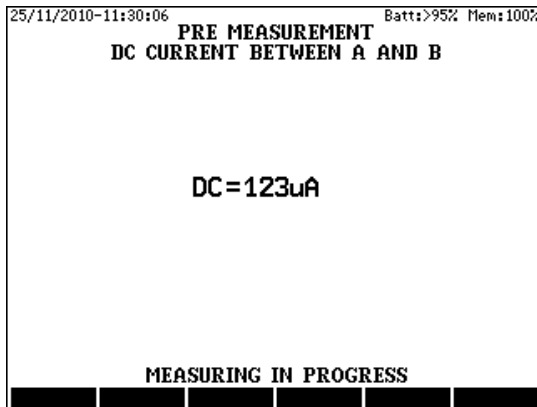 25/11/2010-11:30:06 Batt:>95% Mem:100%
PRE MEASUREMENT
DC CURRENT BETWEEN A AND B
DC=123uA
MEASURING IN PROGRESS